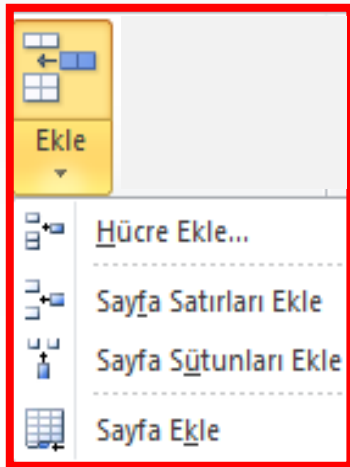 Ekle
Hücre Ekle...
Sayfa Satırları Ekle
Sayfa Sütunları Ekle
Sayfa Ekle